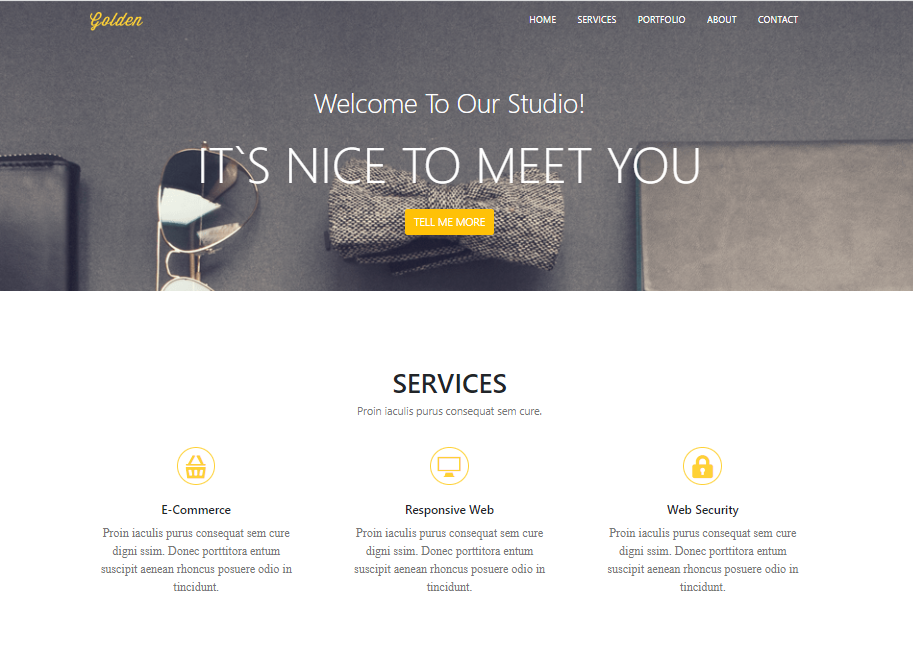 Golden
HOME SERVICES PORTFOLIO ABOUT CONTACT
Welcome To Our Studio!
IT`S NICE TO MEET YOU
TELL ME MORE
SERVICES
Proin iaculis purus consequat sem cure.
E-Commerce
Proin iaculis purus consequat sem cure
digni ssim. Donec porttitora entum
suscipit aenean rhoncus posuere odio in
tincidunt.
Responsive Web
Proin iaculis purus consequat sem cure
digni ssim. Donec porttitora entum
suscipit aenean rhoncus posuere odio in
tincidunt.
Web Security
Proin iaculis purus consequat sem cure
digni ssim. Donec porttitora entum
suscipit aenean rhoncus posuere odio in
tincidunt.